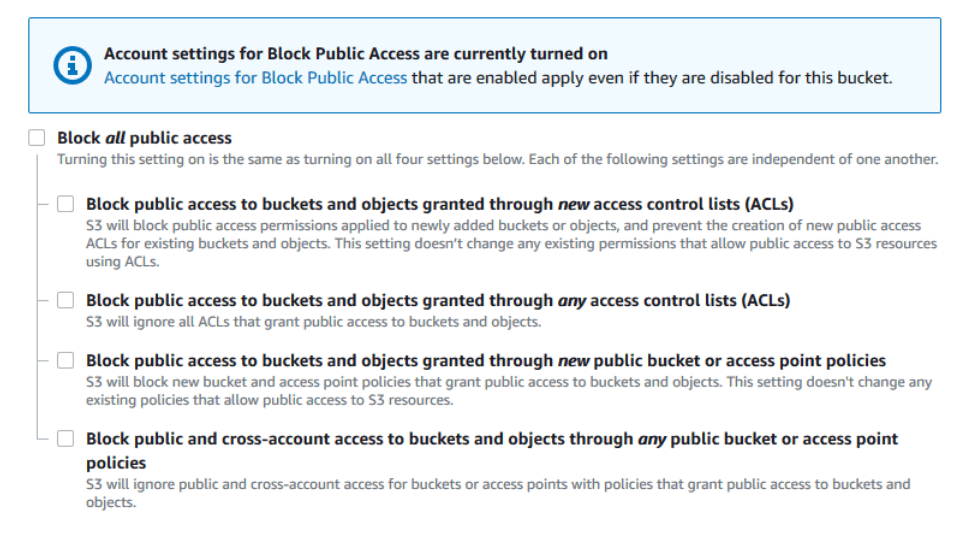 Account settings for Block Public Access are currently turned on
Account settings for Block Public Access that are enabled apply even if they are disabled for this bucket.
Block all public access
Turning this setting on is the same as turning on all four settings below. Each of the following settings are independent of one another.
Block public access to buckets and objects granted through new access control lists (ACLs)
S3 will block public access permissions applied to newly added buckets or objects, and prevent the creation of new public access
ACLs for existing buckets and objects. This setting doesn't change any existing permissions that allow public access to S3 resources
using ACLs.
Block public access to buckets and objects granted through any access control lists (ACLs)
S3 will ignore all ACLs that grant public access to buckets and objects.
Block public access to buckets and objects granted through new public bucket or access point policies
S3 will block new bucket and access point policies that grant public access to buckets and objects. This setting doesn't change any
existing policies that allow public access to S3 resources.
Block public and cross-account access to buckets and objects through any public bucket or access point
policies
S3 will ignore public and cross-account access for buckets or access points with policies that grant public access to buckets and
objects.